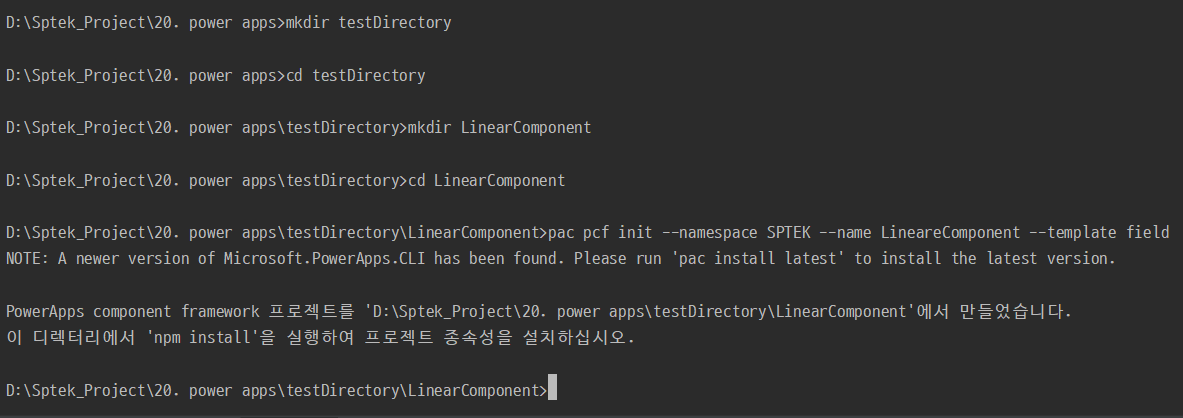 D:\Sptek_Project\20. power apps>mkdir testDirectory
D:\Sptek_Project\20. power apps>cd testDirectory
D:\Sptek_Project\20. power apps\testDirectory>mkdir LinearComponent
D:\Sptek_Project\20. power apps\testDirectory>cd LinearComponent
D:\Sptek_Project\20. power apps\testDirectory\LinearComponent>pac pcf init --namespace SPTEK --name LineareComponent --template field
NOTE: A newer version of Microsoft.PowerApps.CLI has been found. Please run 'pac install latest' to install the latest version.
PowerApps component framework 프로젝트를 'D:\Sptek_Project\20. power apps\testDirectory\LinearComponent'에서 만들었습니다.
이 디렉터리에서 'npm install'을 실행하여 프로젝트 종속성을 설치하십시오.
D:\Sptek_Project\20. power apps\testDirectory\LinearComponent>